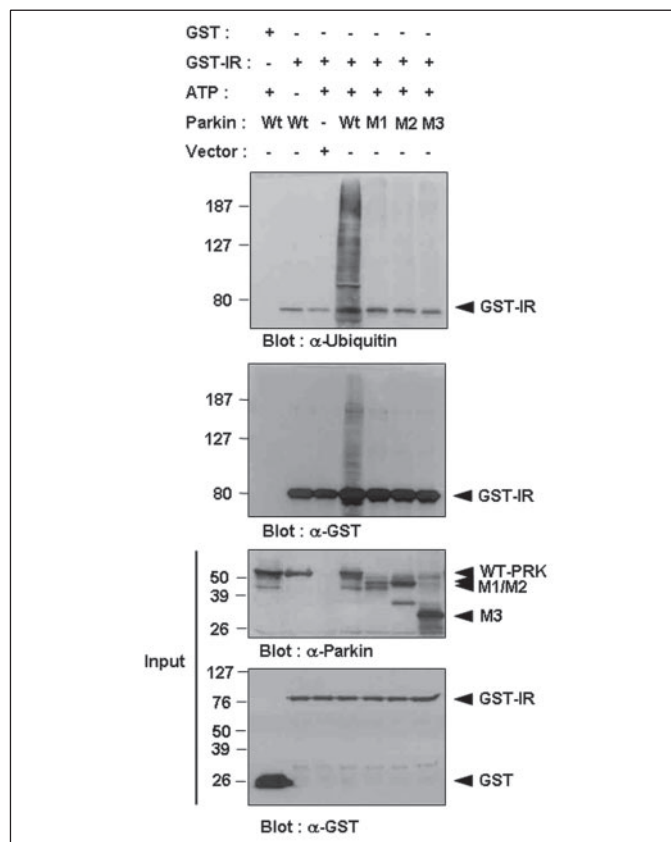 GST : + - - - - - -
GST-IR : - + + + + + +
ATP : + - + + + + +
Parkin : Wt Wt - Wt M1 M2 M3
Vector : - - + - - - -
187
127
80
GST-IR
Blot : α-Ubiquitin
187
127
80
GST-IR
Blot : α-GST
50
39
26
WT-PRK
M1/M2
M3
Input
Blot : α-Parkin
127
76
50
39
26
GST-IR
GST
Blot : α-GST